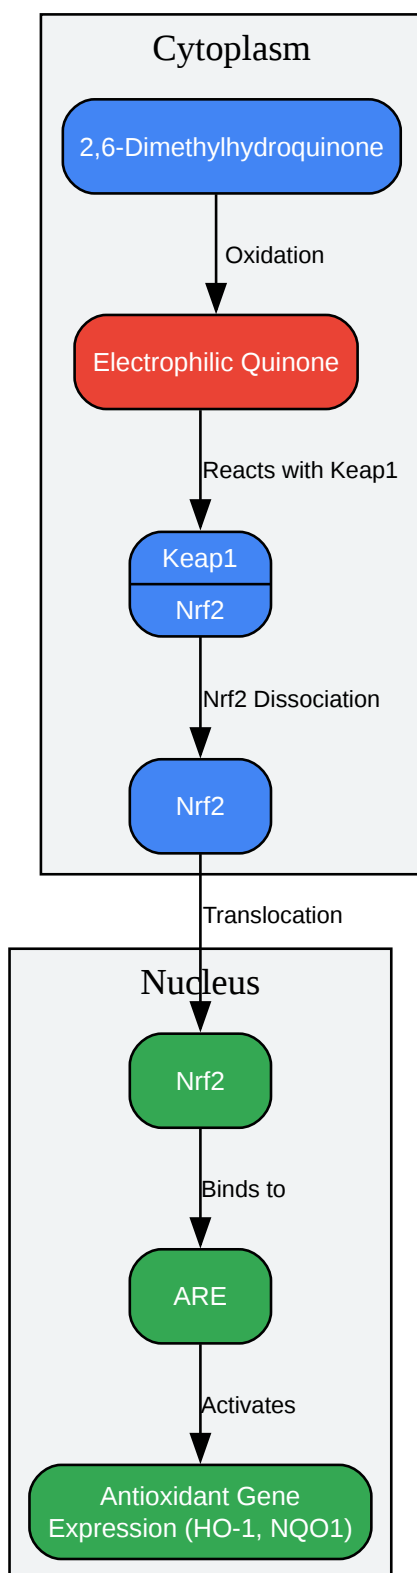 Cytoplasm
2,6-Dimethylhydroquinone
Oxidation
Electrophilic Quinone
Reacts with Keap1
Keap1
Nrf2
Nrf2 Dissociation
Nrf2
Translocation
Nucleus
Nrf2
Binds to
ARE
Activates
Antioxidant Gene
Expression (HO-1, NQO1)